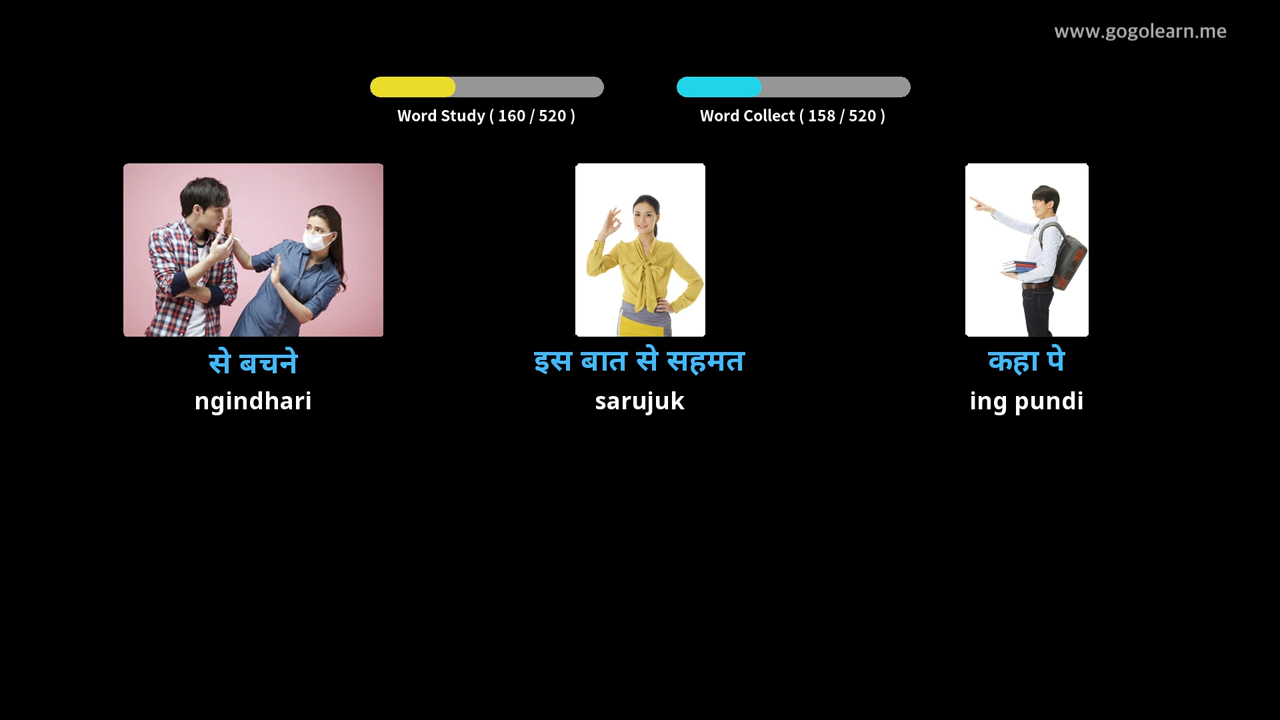 www.gogolearn.me
Word Study ( 160 / 520 )
Word Collect ( 158 / 520 )
से बचने
ngindhari
इस बात से सहमत
sarujuk
कहा पे
ing pundi